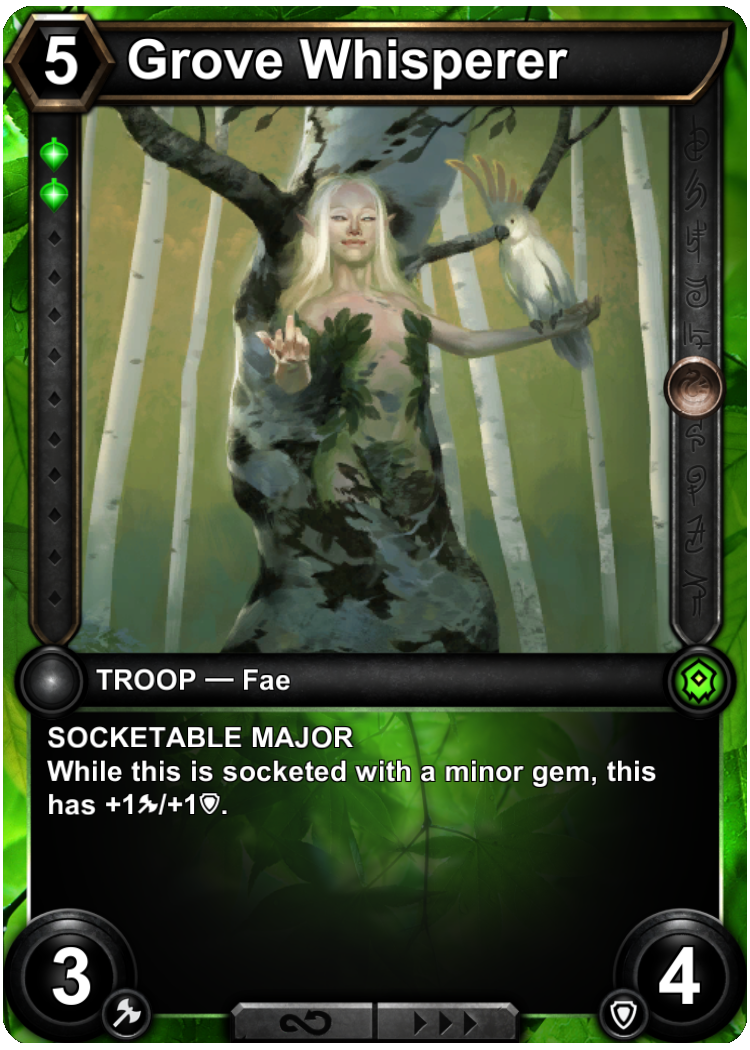 5 Grove Whisperer
TROOP — Fae
SOCKETABLE MAJOR
While this is socketed with a minor gem, this
has +1/+1.
3 4